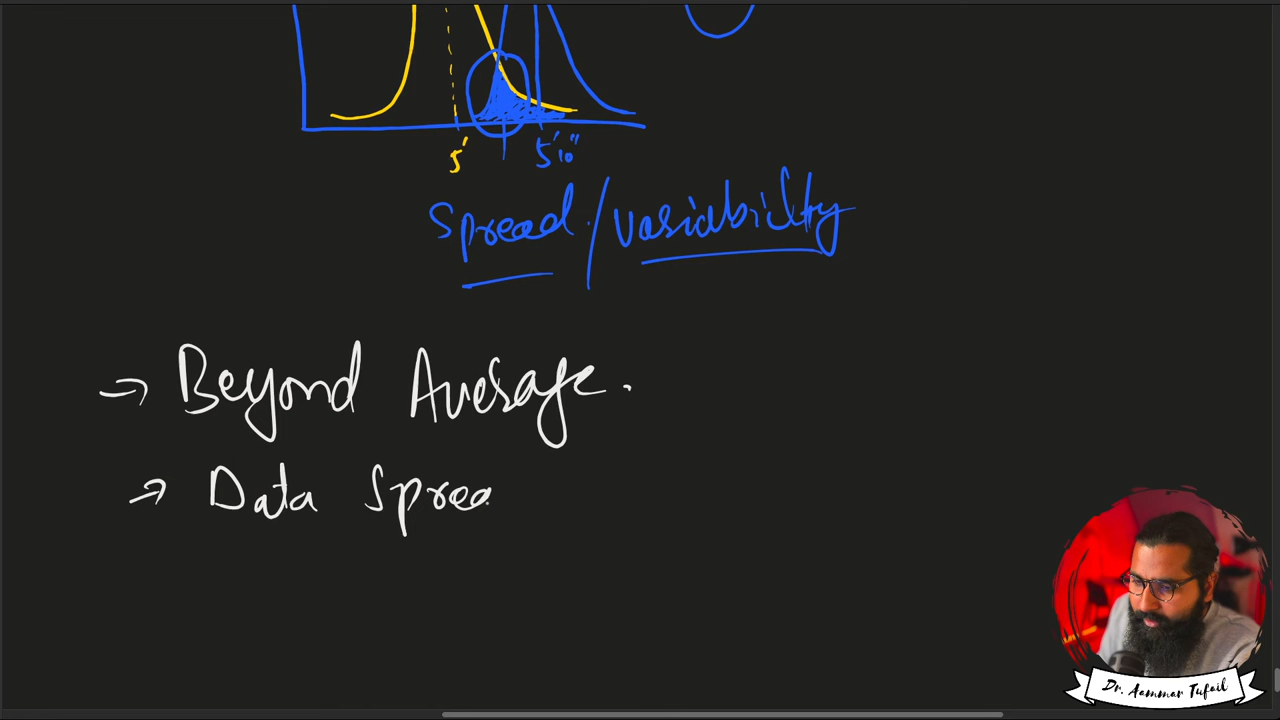 5' 5'10"
Spread / variability
→ Beyond Average.
→ Data Sprea
Dr. Aammar Tufail